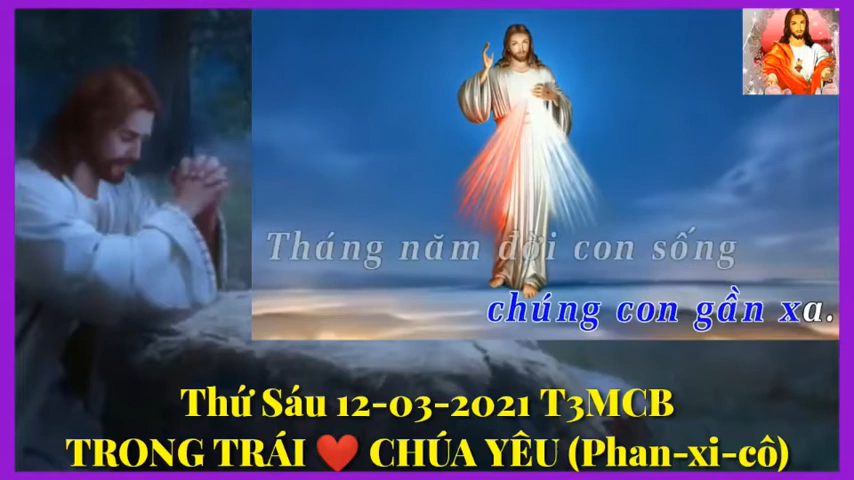 Tháng năm đời con sống
chúng con gần xa.
Thứ Sáu 12-03-2021 T3MCB
TRONG TRÁI ❤️ CHÚA YÊU (Phan-xi-cô)